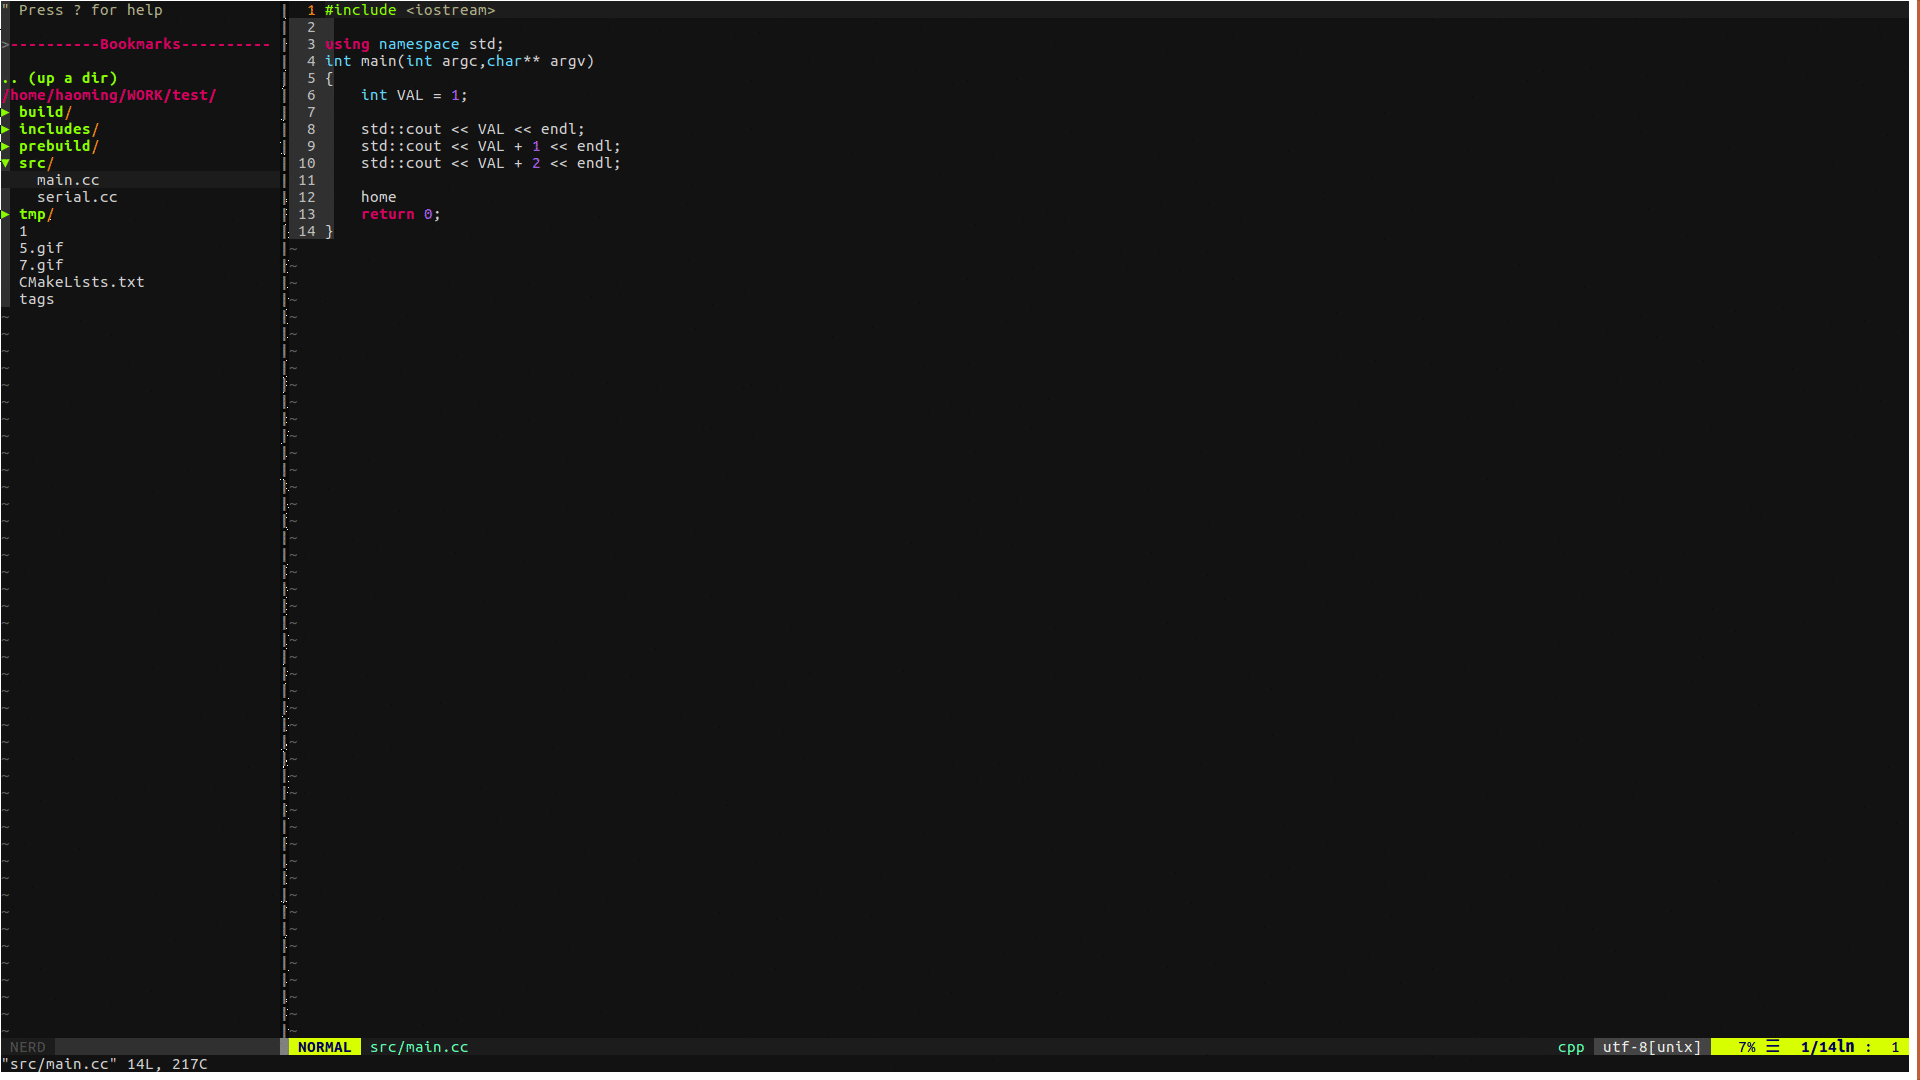 " Press ? for help
>----------Bookmarks----------
.. (up a dir)
/home/haoming/WORK/test/
▶ build/
▶ includes/
▶ prebuild/
▼ src/
main.cc
serial.cc
▶ tmp/
1
5.gif
7.gif
CMakeLists.txt
tags
NERD
1 #include <iostream>
2
3 using namespace std;
4 int main(int argc,char** argv)
5 {
6     int VAL = 1;
7
8     std::cout << VAL << endl;
9     std::cout << VAL + 1 << endl;
10     std::cout << VAL + 2 << endl;
11
12     home
13     return 0;
14 }
NORMAL src/main.cc cpp utf-8[unix] 7% ☰ 1/14㏑ : 1
"src/main.cc" 14L, 217C